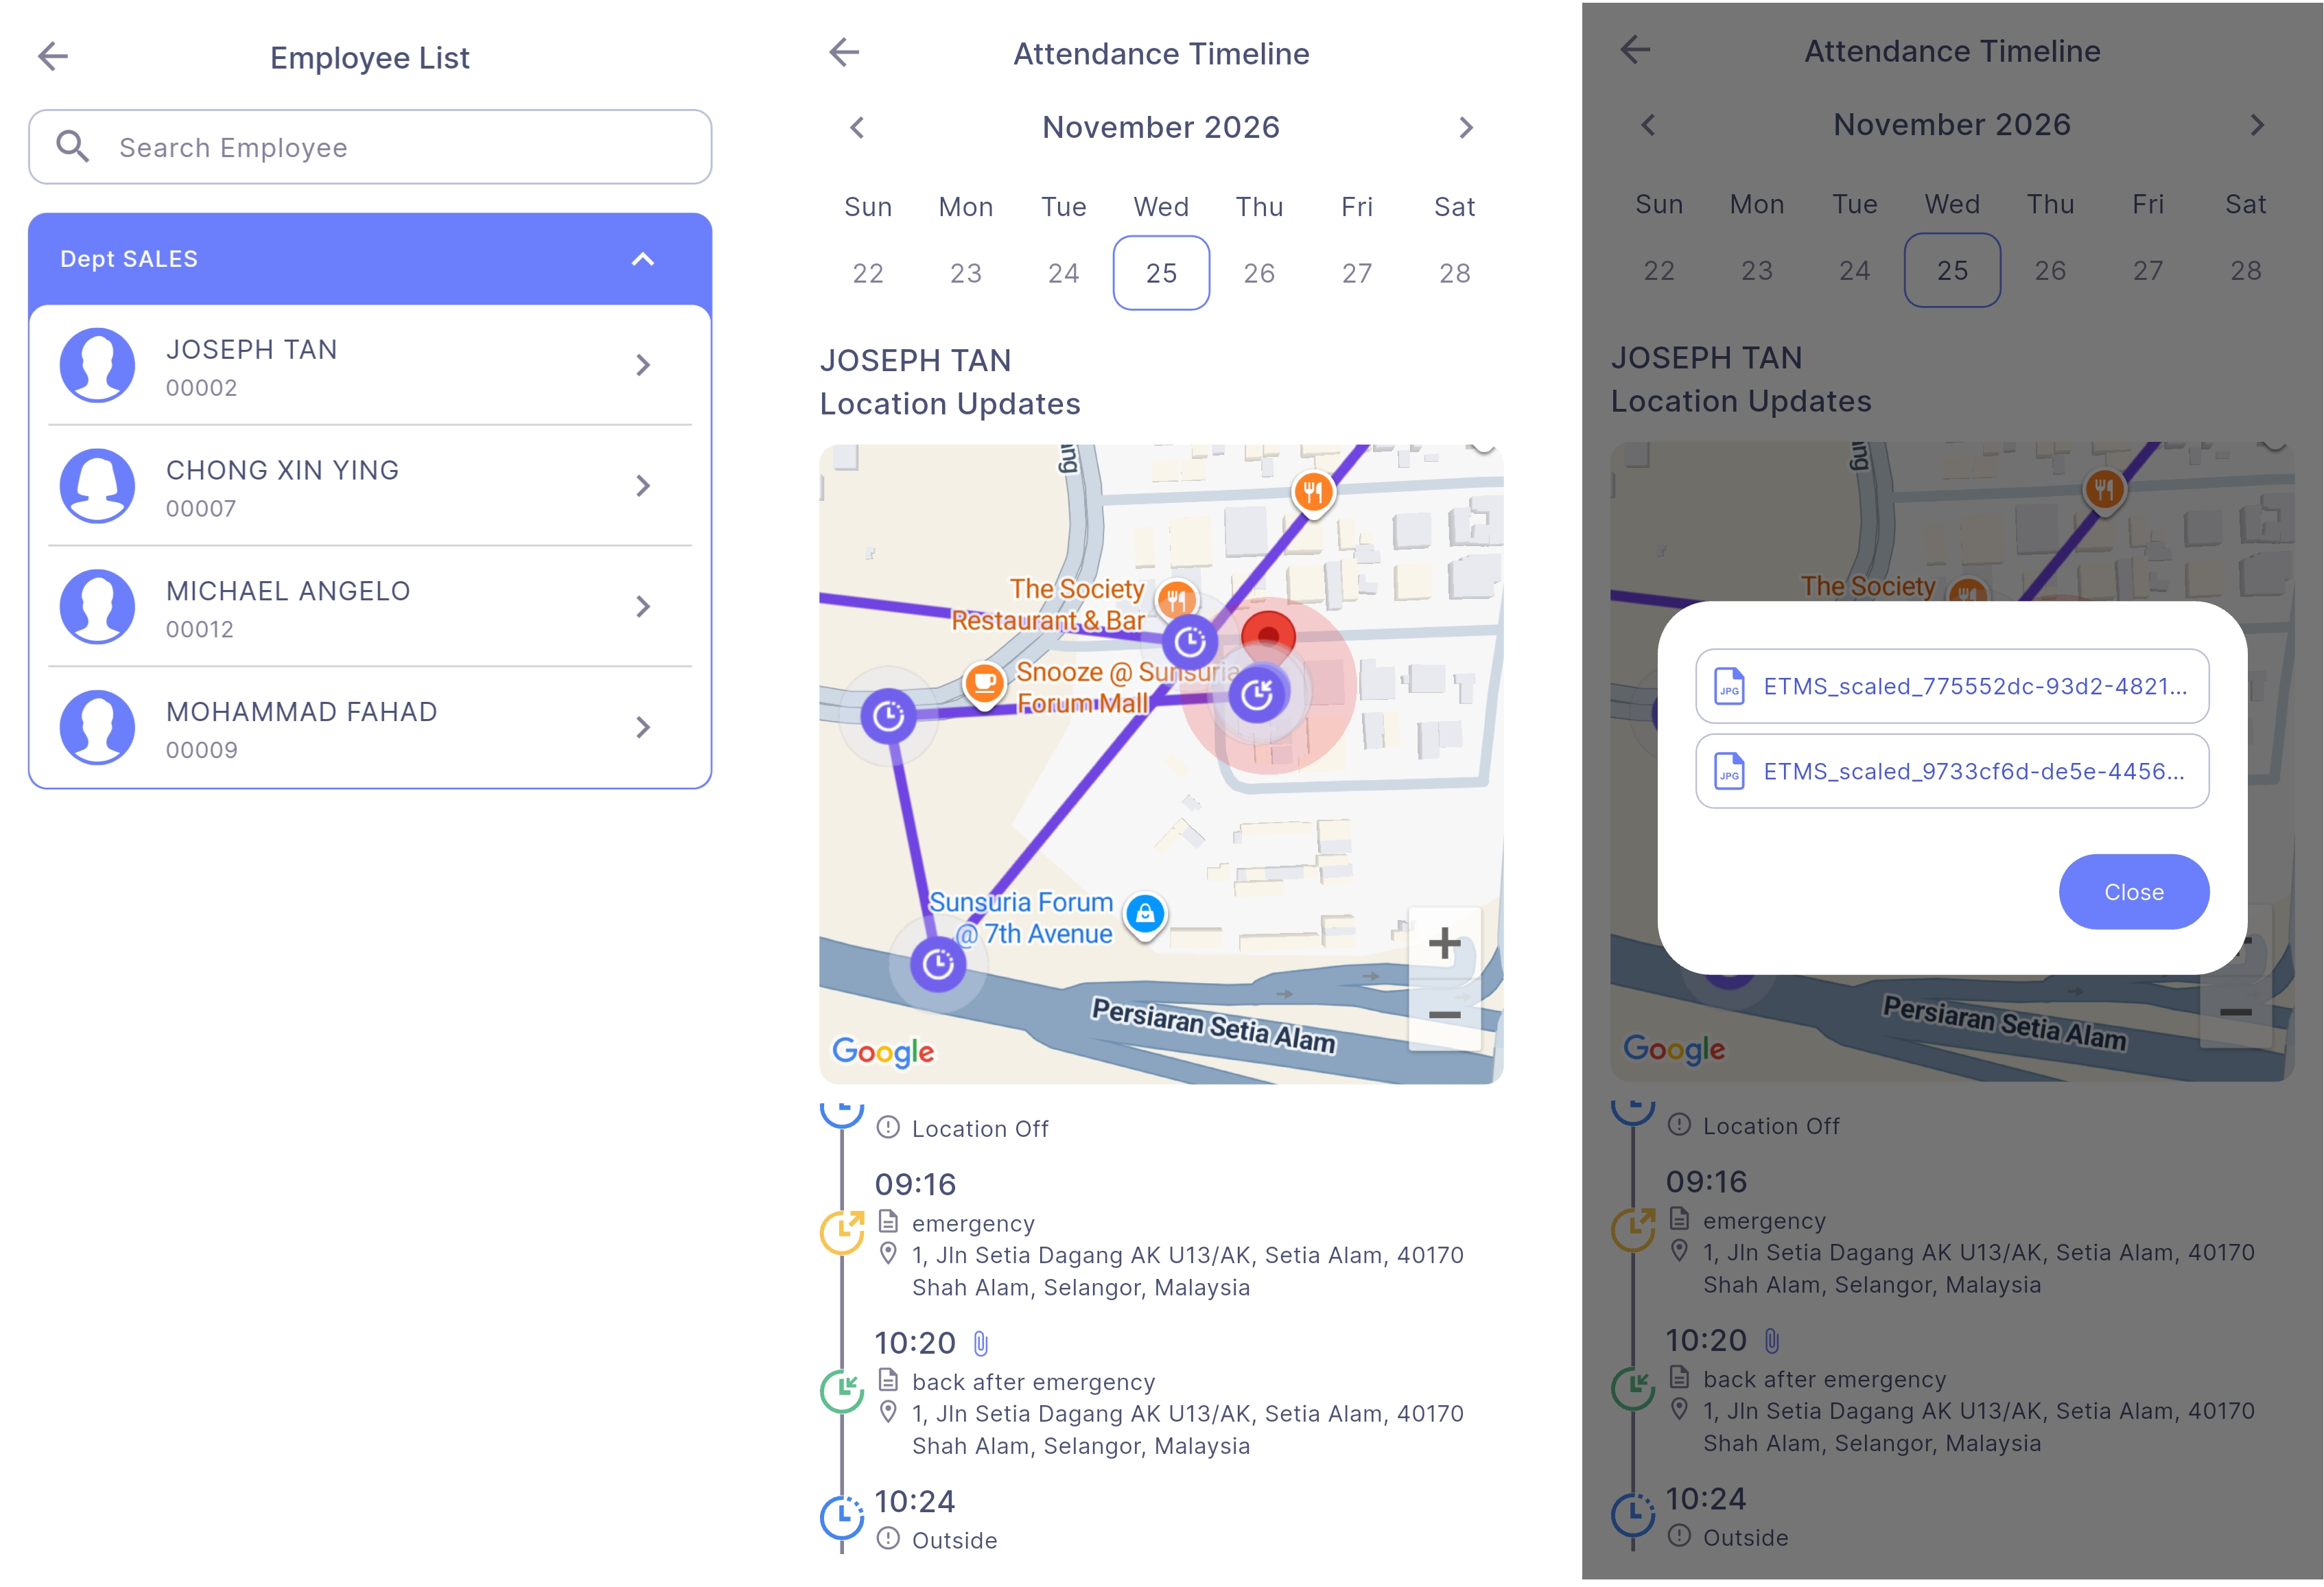 Employee List
Search Employee
Dept SALES
JOSEPH TAN
00002
CHONG XIN YING
00007
MICHAEL ANGELO
00012
MOHAMMAD FAHAD
00009
Attendance Timeline
November 2026
Sun Mon Tue Wed Thu Fri Sat
22 23 24 25 26 27 28
JOSEPH TAN
Location Updates
ng
The Society
Restaurant & Bar
Snooze @ Sunsuria
Forum Mall
Sunsuria Forum
@ 7th Avenue
Persiaran Setia Alam
Google
Location Off
09:16
emergency
1, Jln Setia Dagang AK U13/AK, Setia Alam, 40170
Shah Alam, Selangor, Malaysia
10:20
back after emergency
1, Jln Setia Dagang AK U13/AK, Setia Alam, 40170
Shah Alam, Selangor, Malaysia
10:24
Outside
Attendance Timeline
November 2026
Sun Mon Tue Wed Thu Fri Sat
22 23 24 25 26 27 28
JOSEPH TAN
Location Updates
ng
The Society
JPG ETMS_scaled_775552dc-93d2-4821...
JPG ETMS_scaled_9733cf6d-de5e-4456...
Close
Persiaran Setia Alam
Google
Location Off
09:16
emergency
1, Jln Setia Dagang AK U13/AK, Setia Alam, 40170
Shah Alam, Selangor, Malaysia
10:20
back after emergency
1, Jln Setia Dagang AK U13/AK, Setia Alam, 40170
Shah Alam, Selangor, Malaysia
10:24
Outside